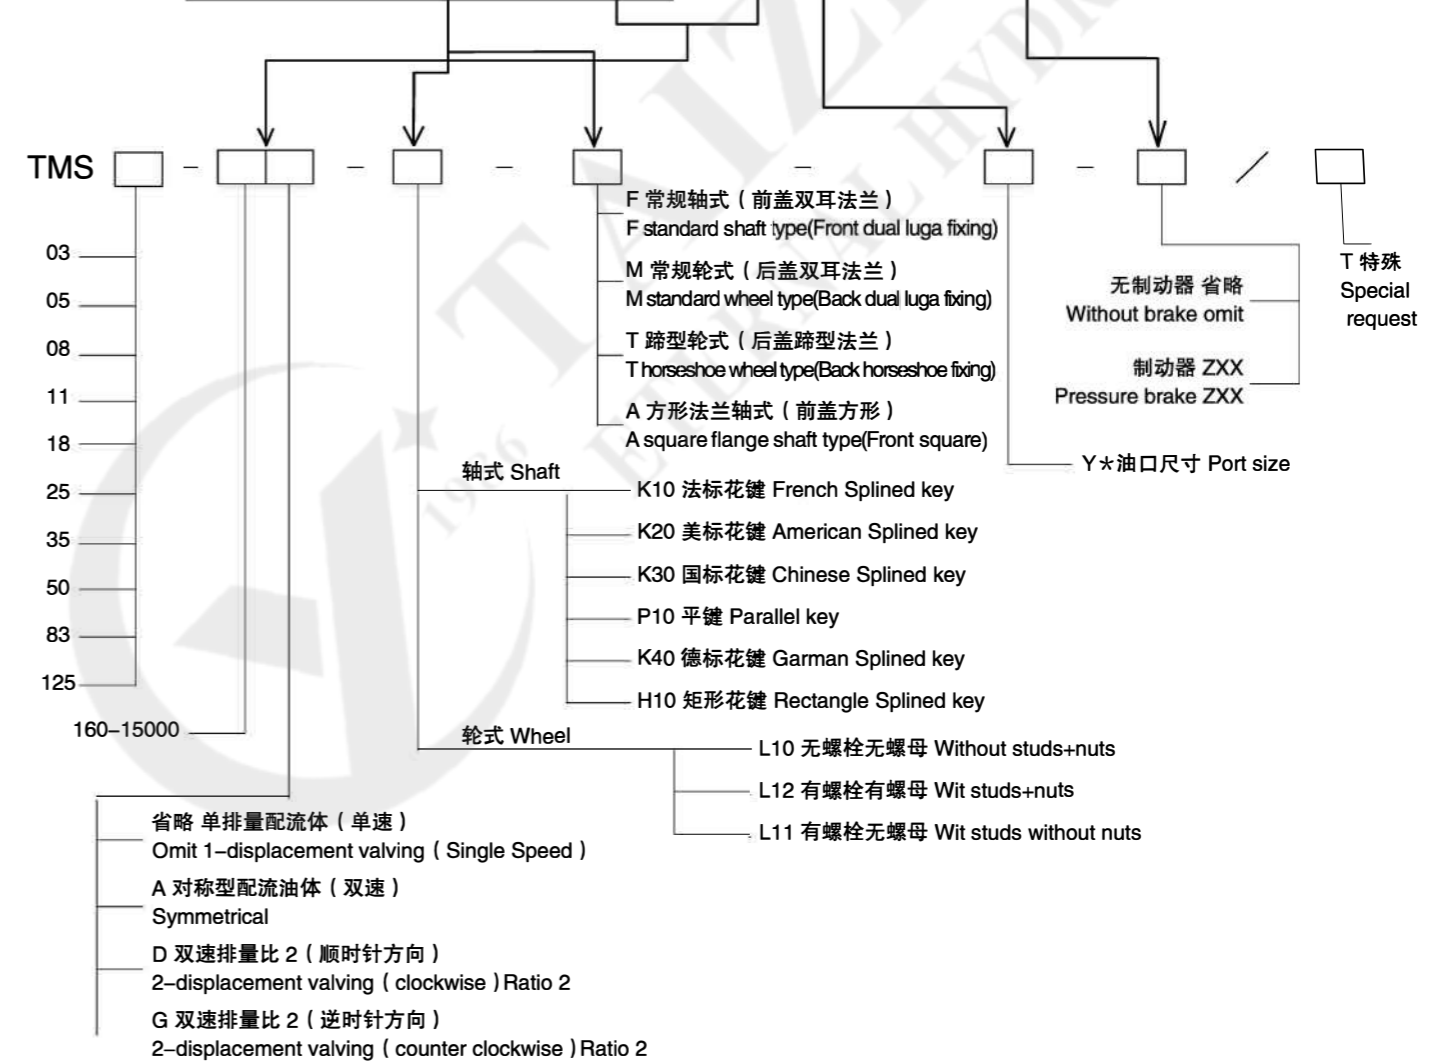 TMS - - - - - /
03
05
08
11
18
25
35
50
83
125
160–15000
省略 单排量配流体（单速）
Omit 1–displacement valving（Single Speed）
A 对称型配流油体（双速）
Symmetrical
D 双速排量比 2（顺时针方向）
2–displacement valving（clockwise）Ratio 2
G 双速排量比 2（逆时针方向）
2–displacement valving（counter clockwise）Ratio 2
轴式 Shaft
K10 法标花键 French Splined key
K20 美标花键 American Splined key
K30 国标花键 Chinese Splined key
P10 平键 Parallel key
K40 德标花键 Garman Splined key
H10 矩形花键 Rectangle Splined key
轮式 Wheel
L10 无螺栓无螺母 Without studs+nuts
L12 有螺栓有螺母 Wit studs+nuts
L11 有螺栓无螺母 Wit studs without nuts
F 常规轴式（前盖双耳法兰）
F standard shaft type(Front dual luga fixing)
M 常规轮式（后盖双耳法兰）
M standard wheel type(Back dual luga fixing)
T 蹄型轮式（后盖蹄型法兰）
T horseshoe wheel type(Back horseshoe fixing)
A 方形法兰轴式（前盖方形）
A square flange shaft type(Front square)
Y＊油口尺寸 Port size
无制动器 省略
Without brake omit
制动器 ZXX
Pressure brake ZXX
T 特殊
Special
request
TAIZ
ETERNAL HYDR
1986